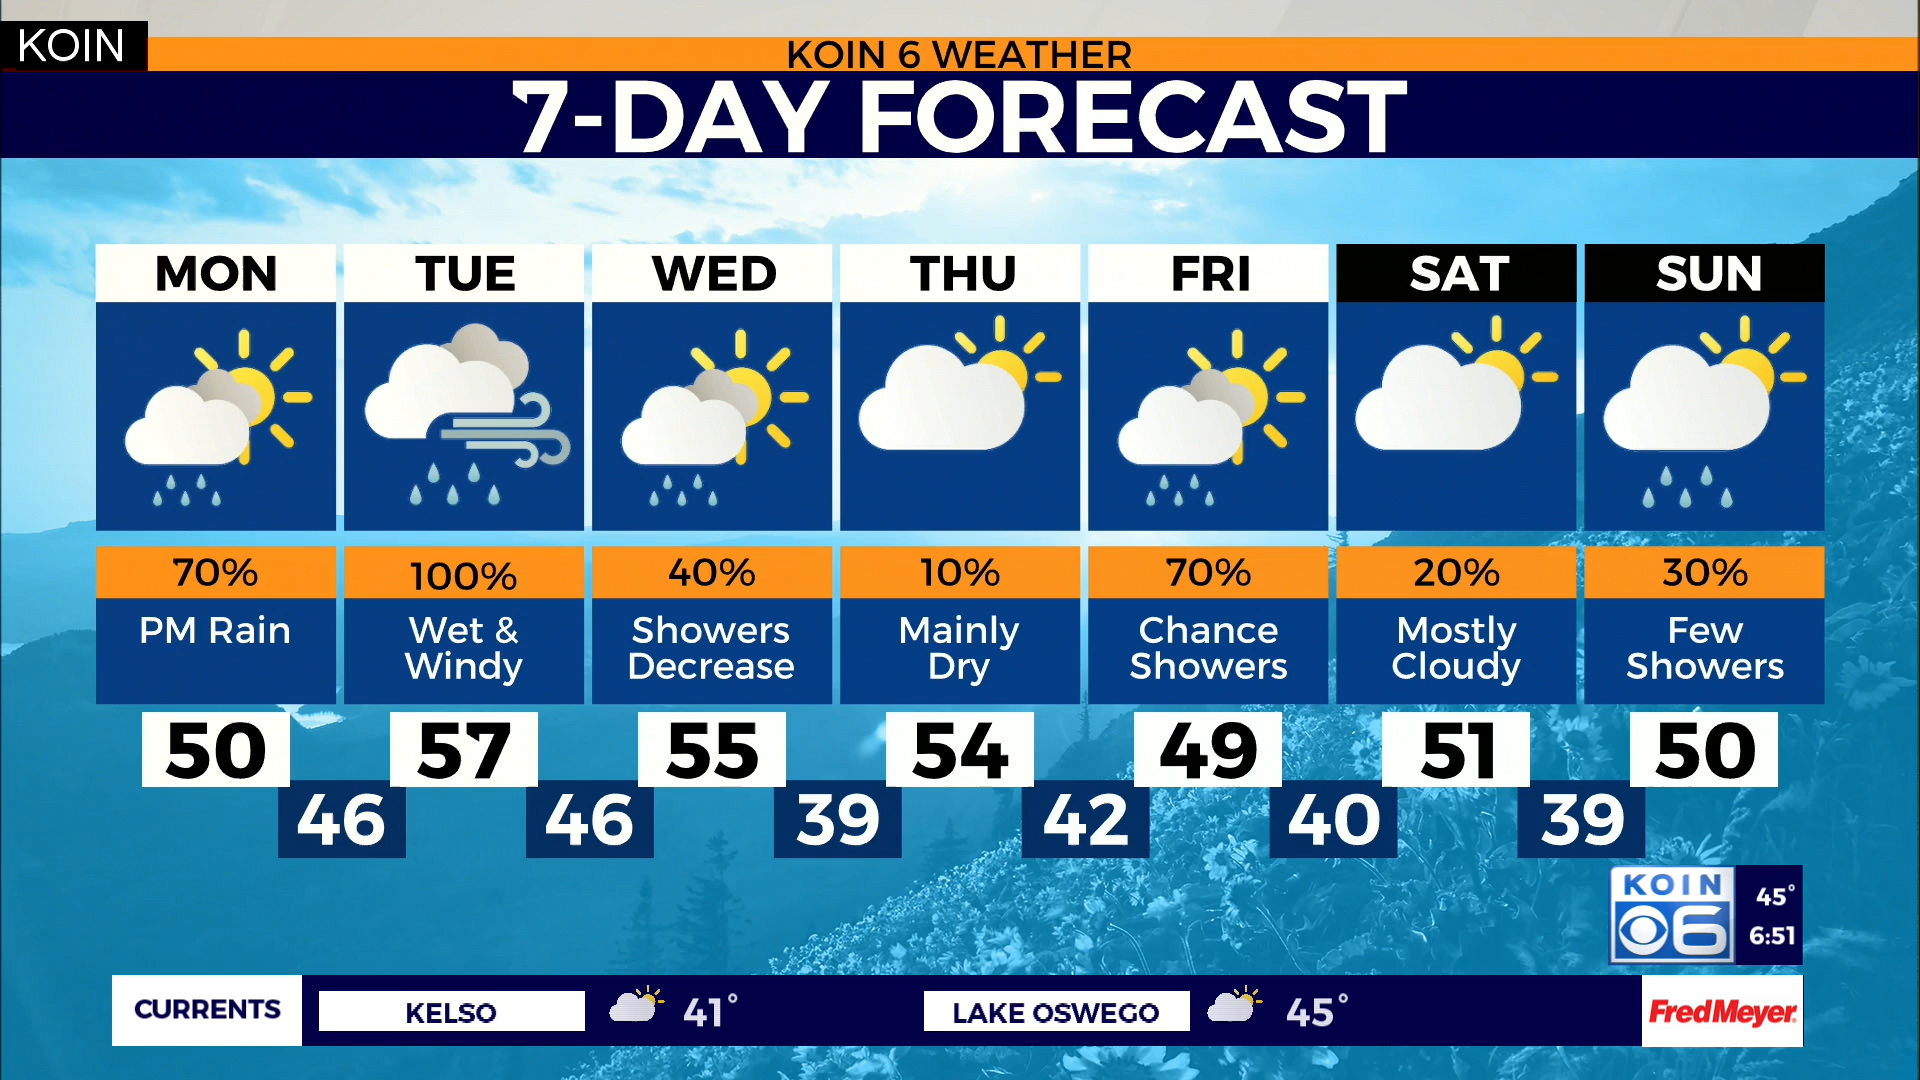 KOIN
KOIN 6 WEATHER
7-DAY FORECAST
MON TUE WED THU FRI SAT SUN
70% 100% 40% 10% 70% 20% 30%
PM Rain
Wet &
Windy
Showers
Decrease
Mainly
Dry
Chance
Showers
Mostly
Cloudy
Few
Showers
50 57 55 54 49 51 50
46 46 39 42 40 39
KOIN
6
45°
6:51
CURRENTS KELSO 41° LAKE OSWEGO 45° FredMeyer